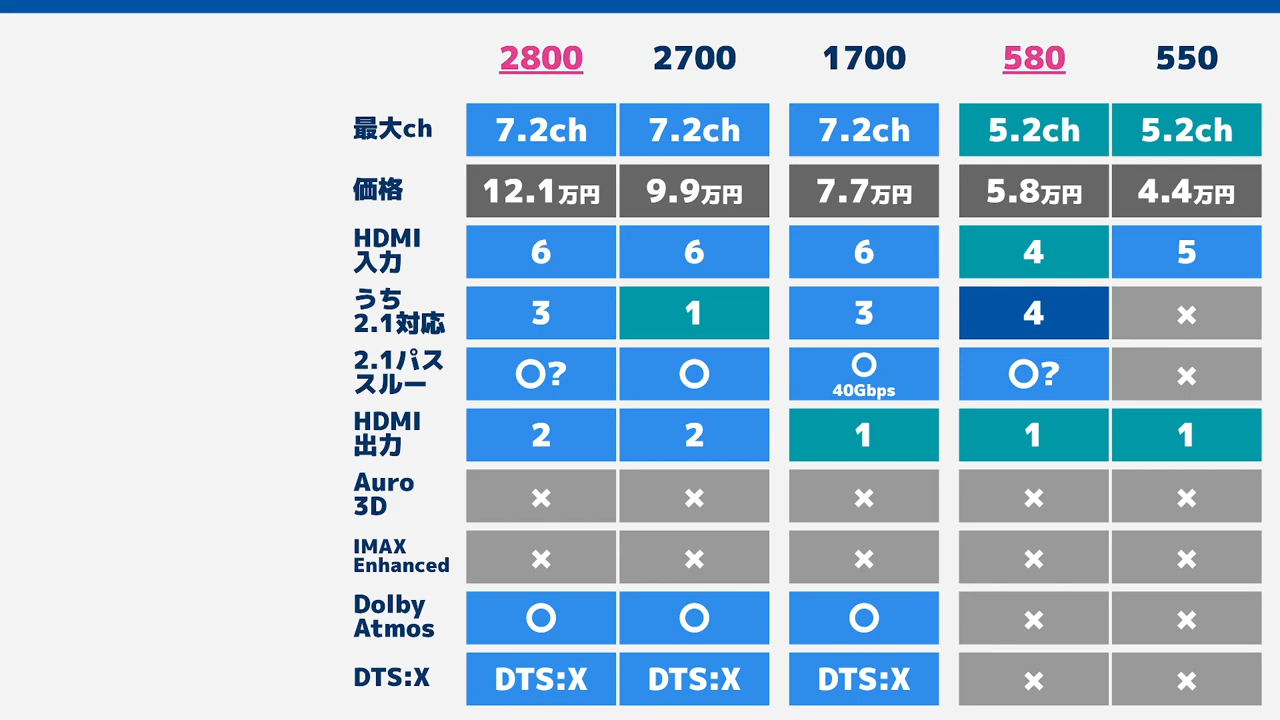 2800 2700 1700 580 550
最大ch 7.2ch 7.2ch 7.2ch 5.2ch 5.2ch
価格 12.1万円 9.9万円 7.7万円 5.8万円 4.4万円
HDMI
入力 6 6 6 4 5
うち
2.1対応 3 1 3 4 ×
2.1パス
スルー ○? ○ ○ ○? ×
40Gbps
HDMI
出力 2 2 1 1 1
Auro
3D × × × × ×
IMAX
Enhanced × × × × ×
Dolby
Atmos ○ ○ ○ × ×
DTS:X DTS:X DTS:X DTS:X × ×